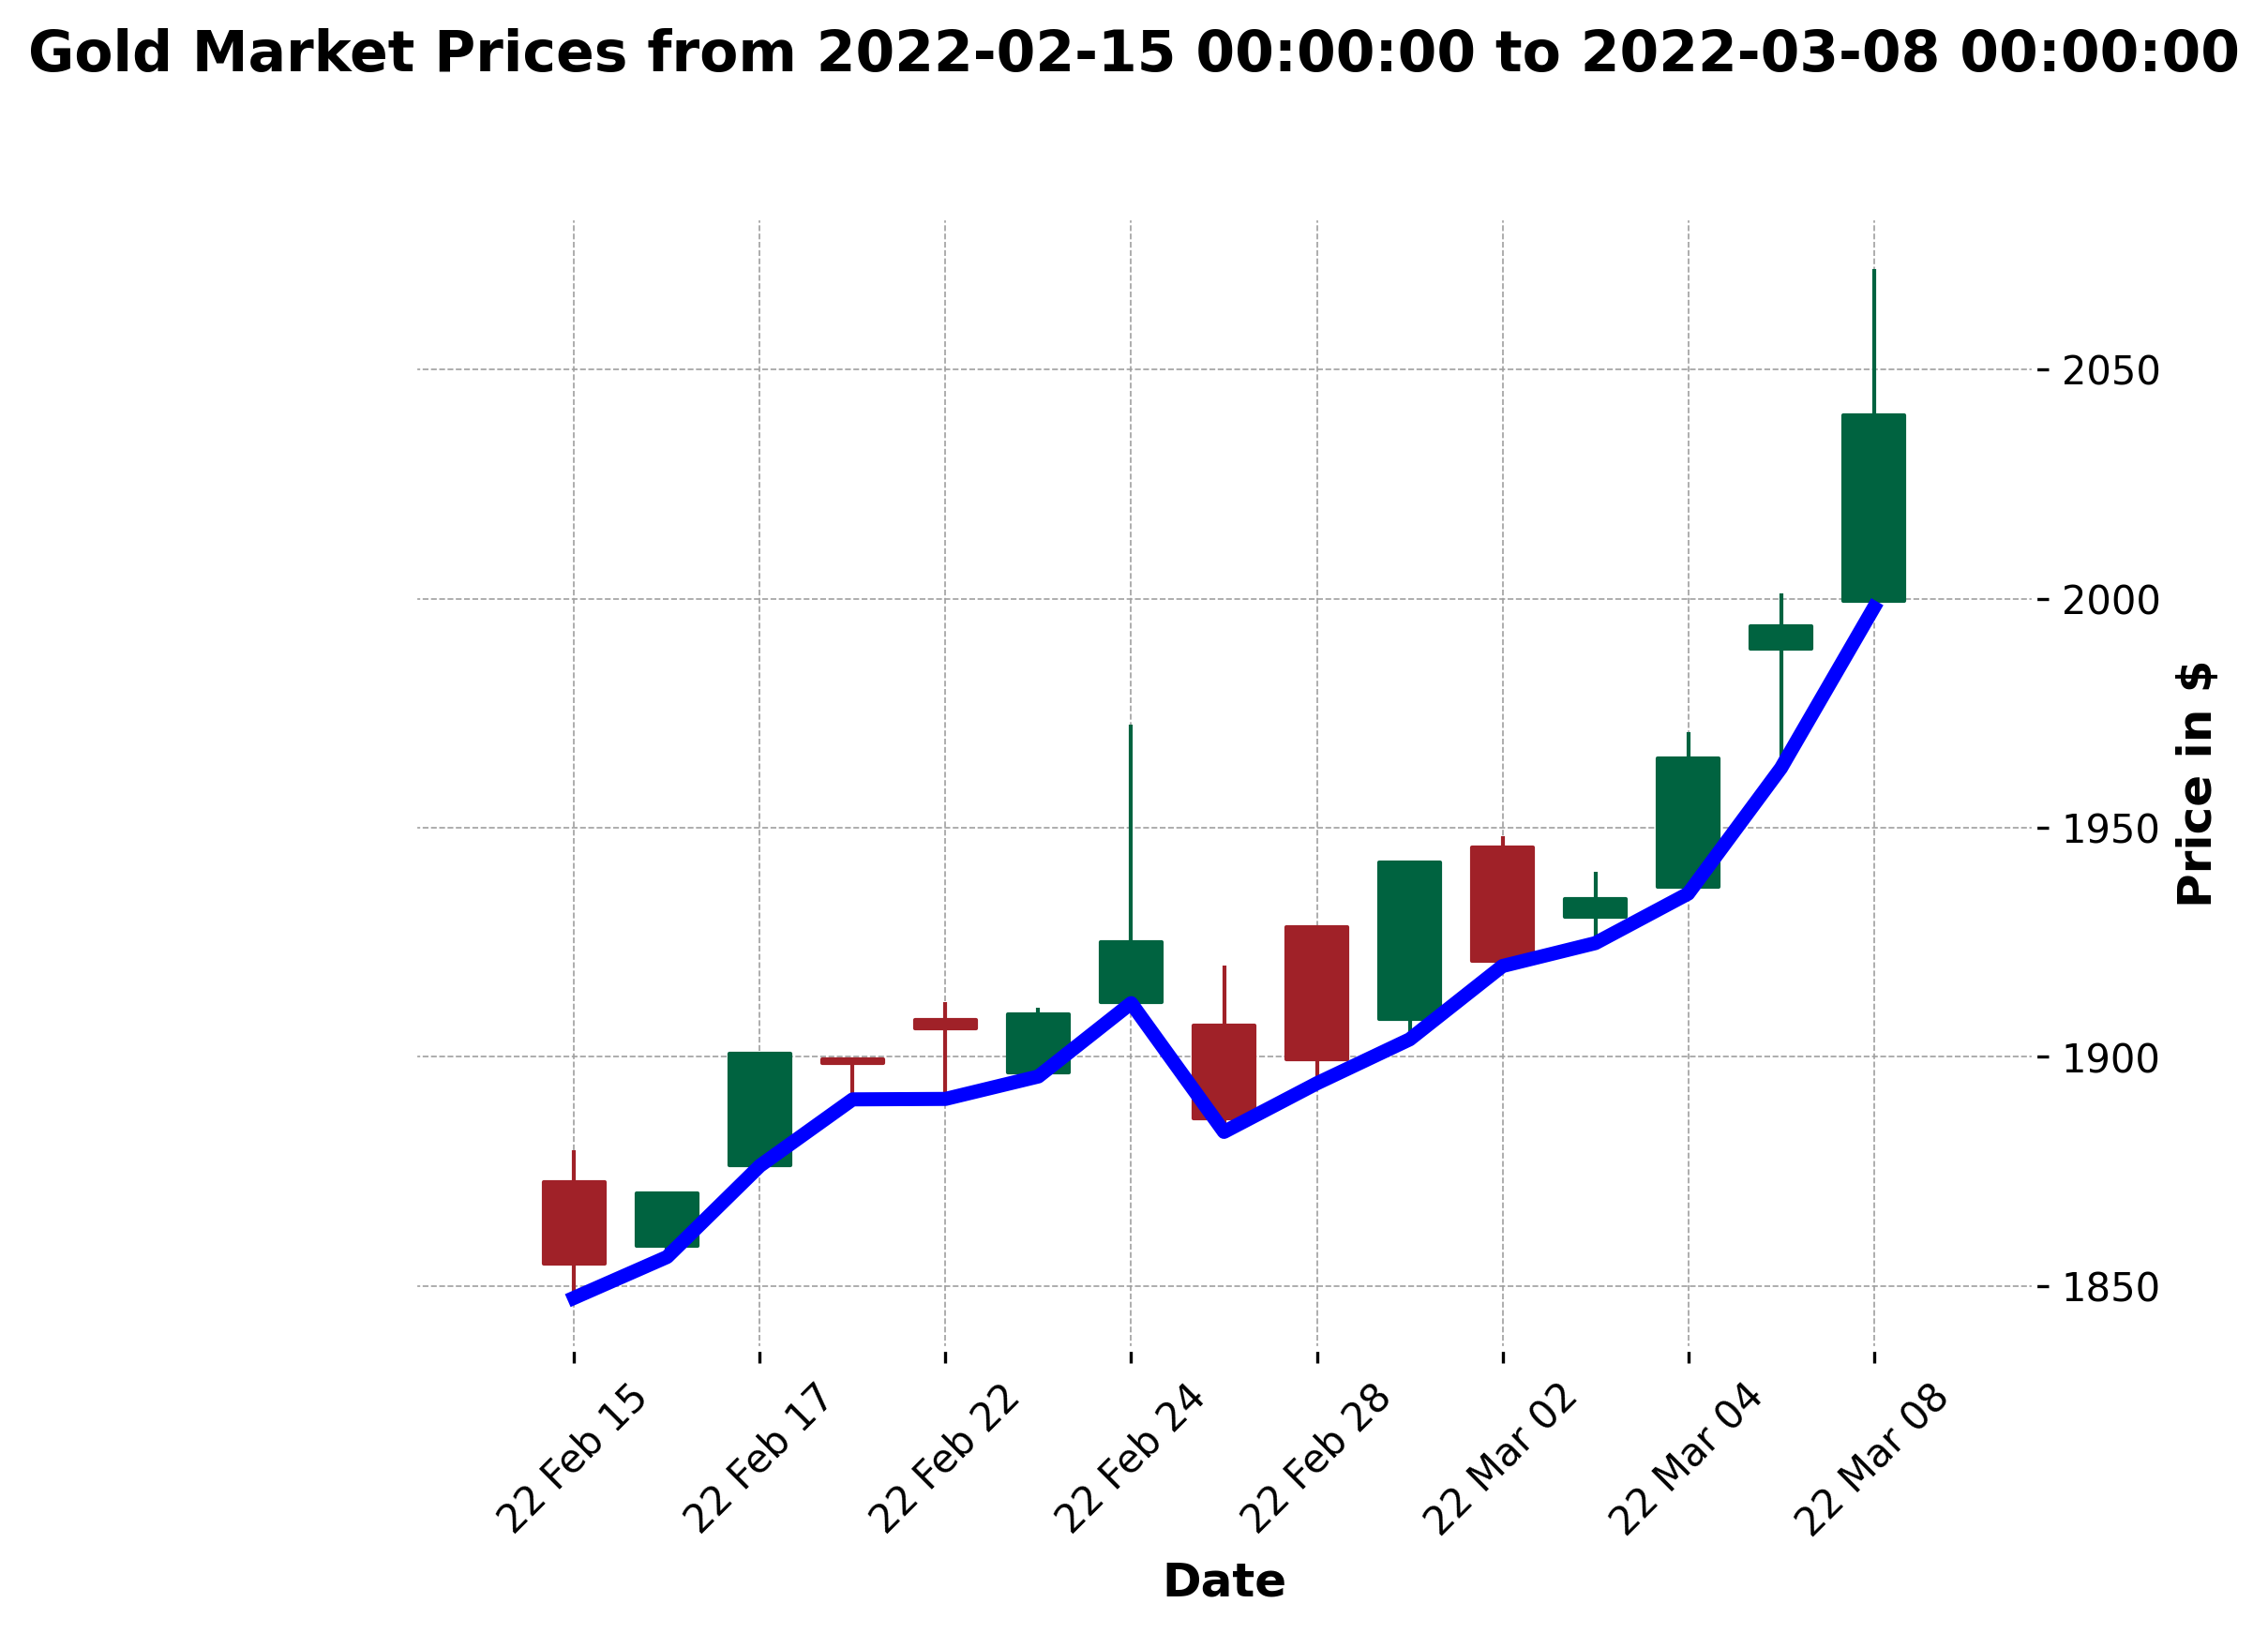 Gold Market Prices from 2022-02-15 00:00:00 to 2022-03-08 00:00:00
2050
2000
1950
1900
1850
Price in $
22 Feb 15
22 Feb 17
22 Feb 22
22 Feb 24
22 Feb 28
22 Mar 02
22 Mar 04
22 Mar 08
Date